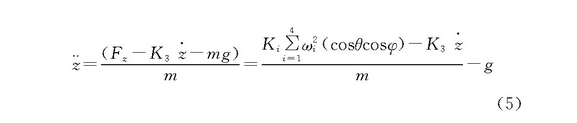 z̈=(F_z−K_3 ż−mg)/m=(K_i ∑_{i=1}^{4} ω_i^2(cosθcosφ)−K_3 ż)/m−g
(5)